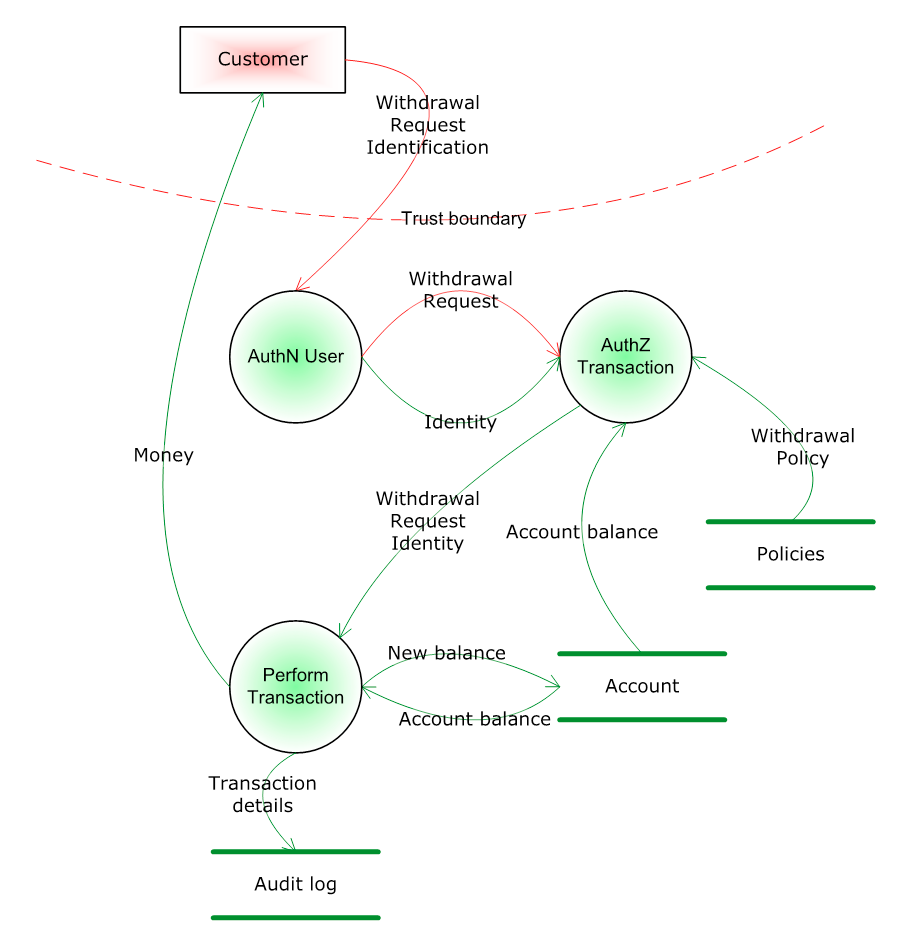 Customer
Withdrawal
Request
Identification
Trust boundary
Withdrawal
Request
AuthN User
AuthZ
Transaction
Identity
Withdrawal
Policy
Money
Withdrawal
Request
Identity
Account balance
Policies
New balance
Perform
Transaction
Account
Account balance
Transaction
details
Audit log